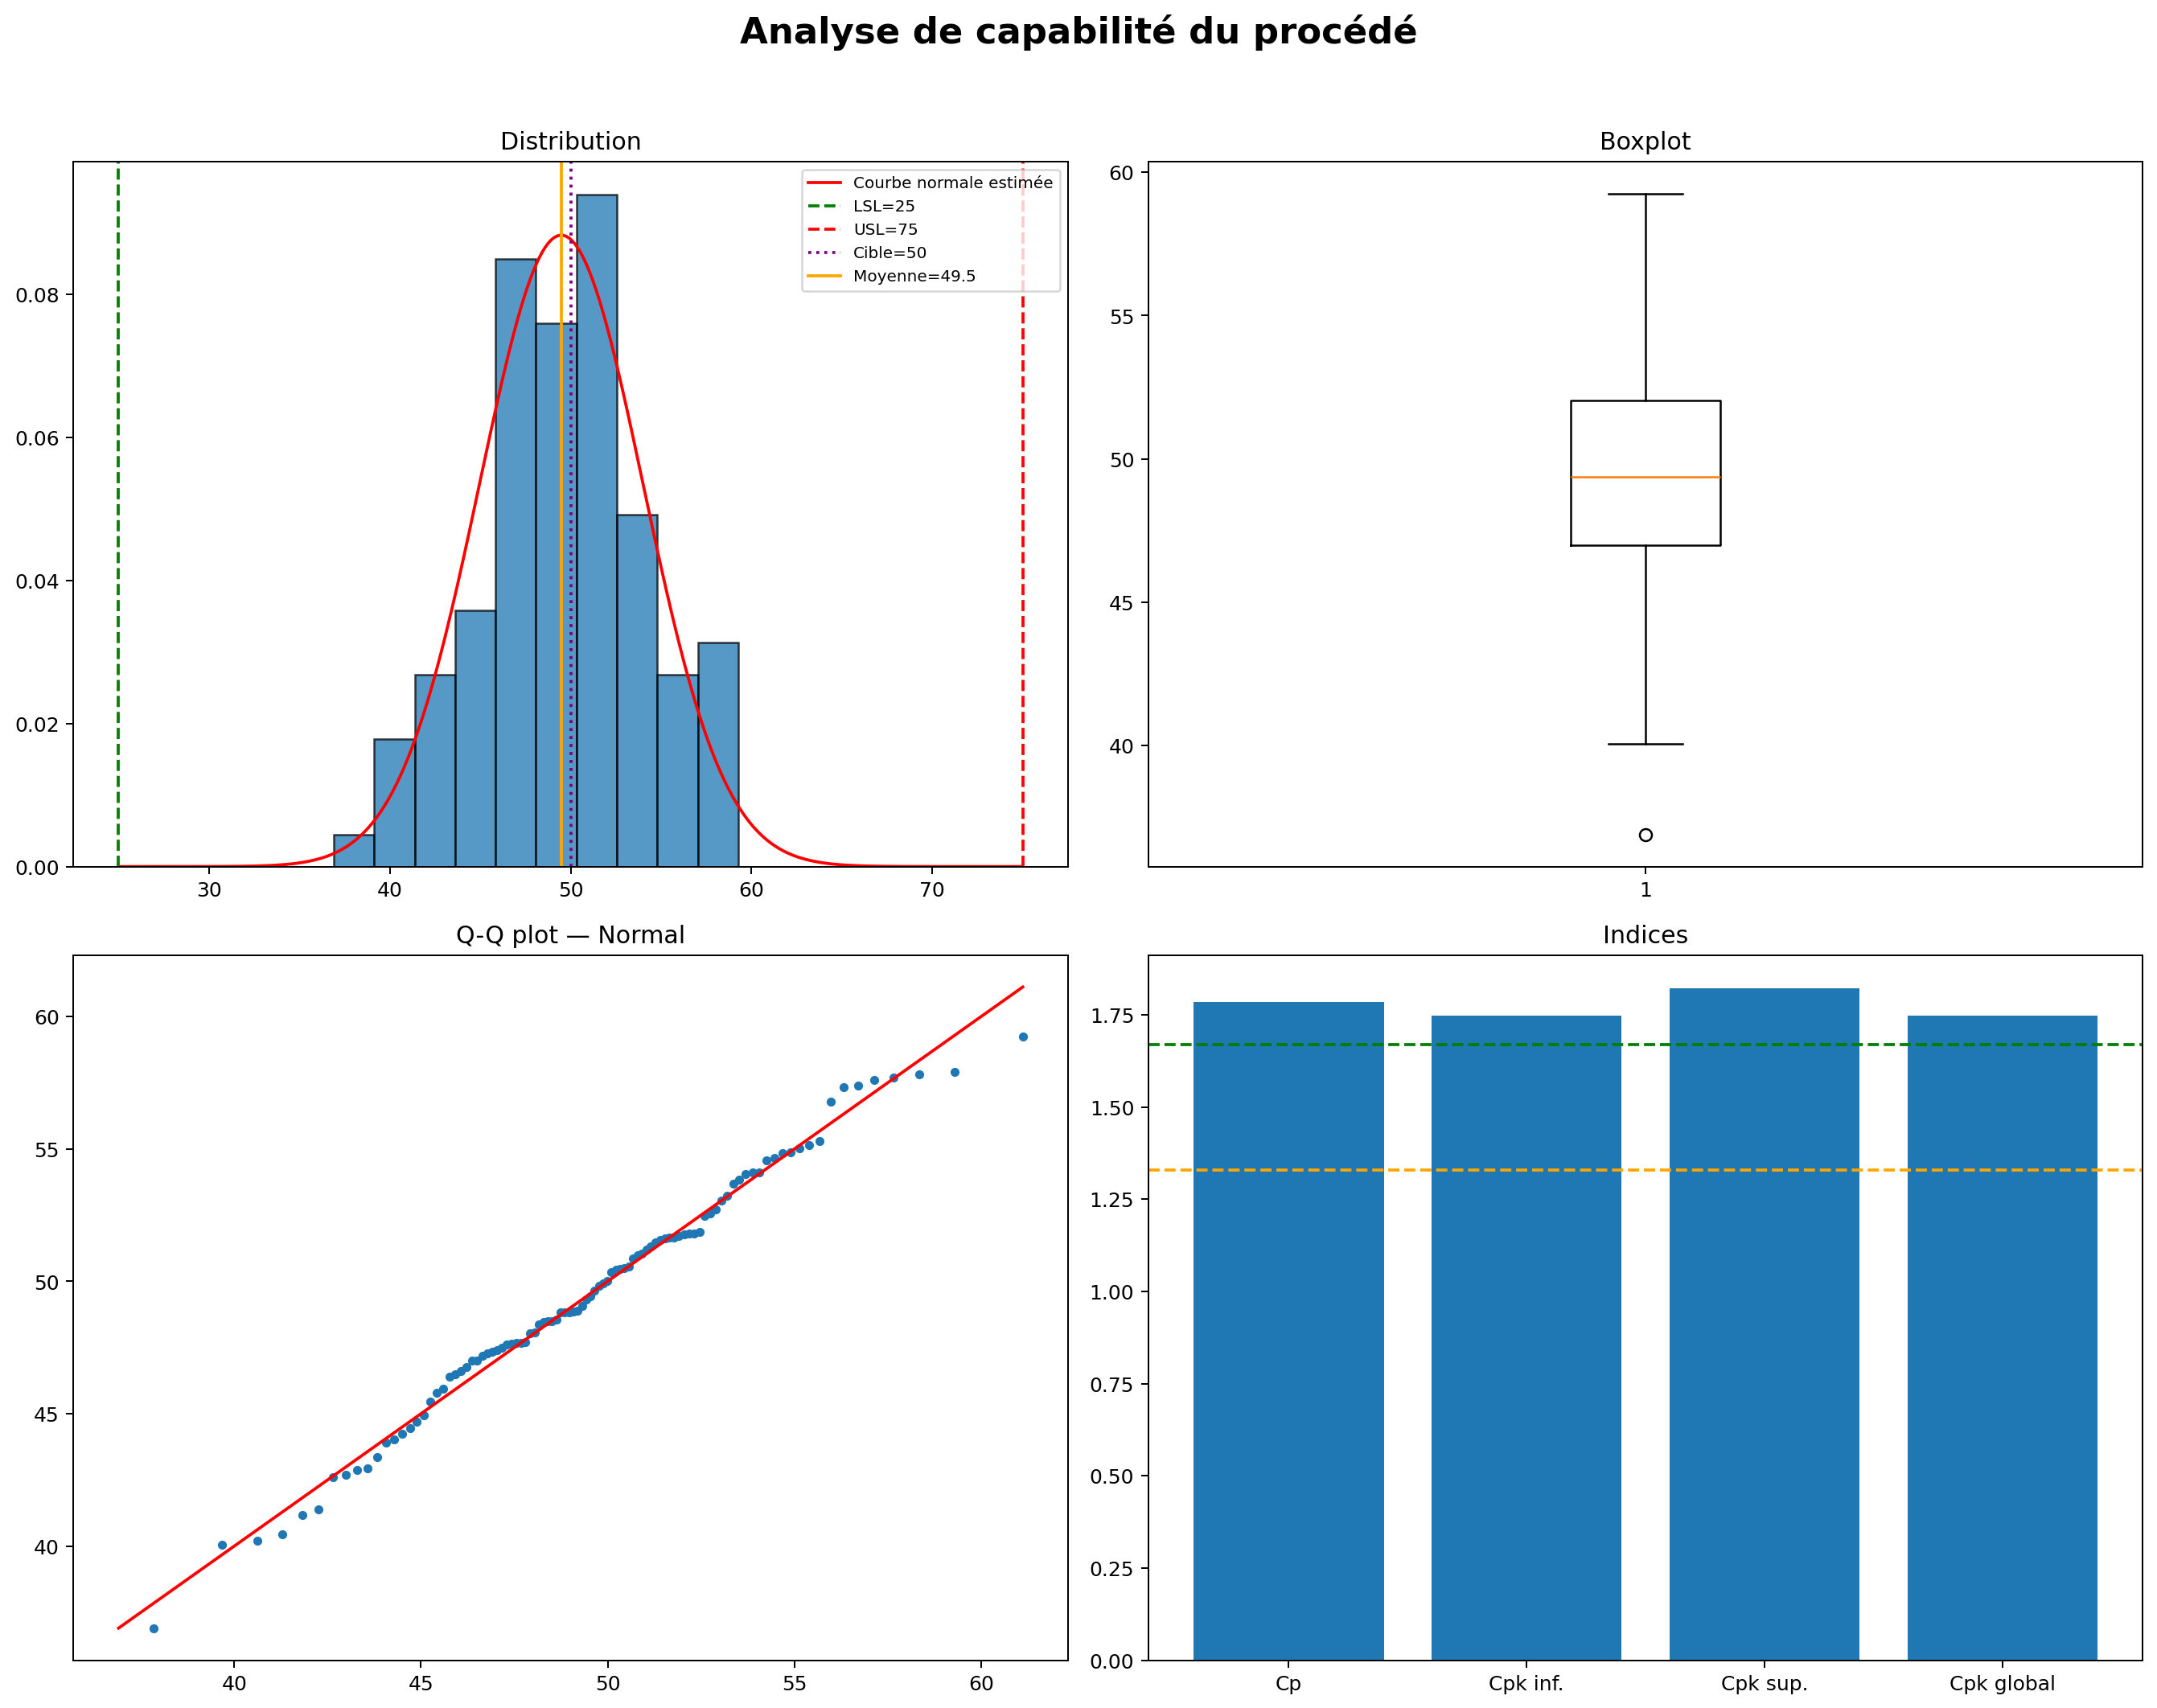 Analyse de capabilité du procédé
Distribution
Courbe normale estimée
LSL=25
USL=75
Cible=50
Moyenne=49.5
0.08
0.06
0.04
0.02
0.00
30 40 50 60 70
Boxplot
60
55
50
45
40
1
Q-Q plot — Normal
60
55
50
45
40
40 45 50 55 60
Indices
1.75
1.50
1.25
1.00
0.75
0.50
0.25
0.00
Cp Cpk inf. Cpk sup. Cpk global